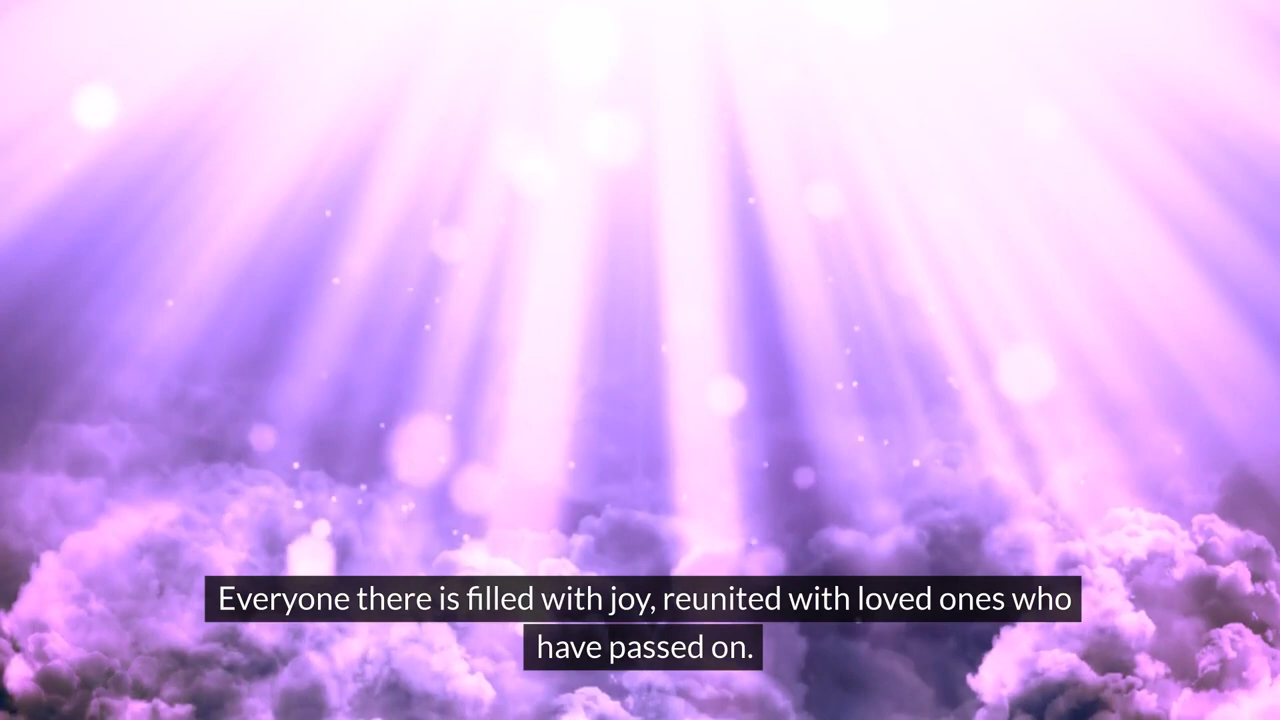 Everyone there is filled with joy, reunited with loved ones who
have passed on.